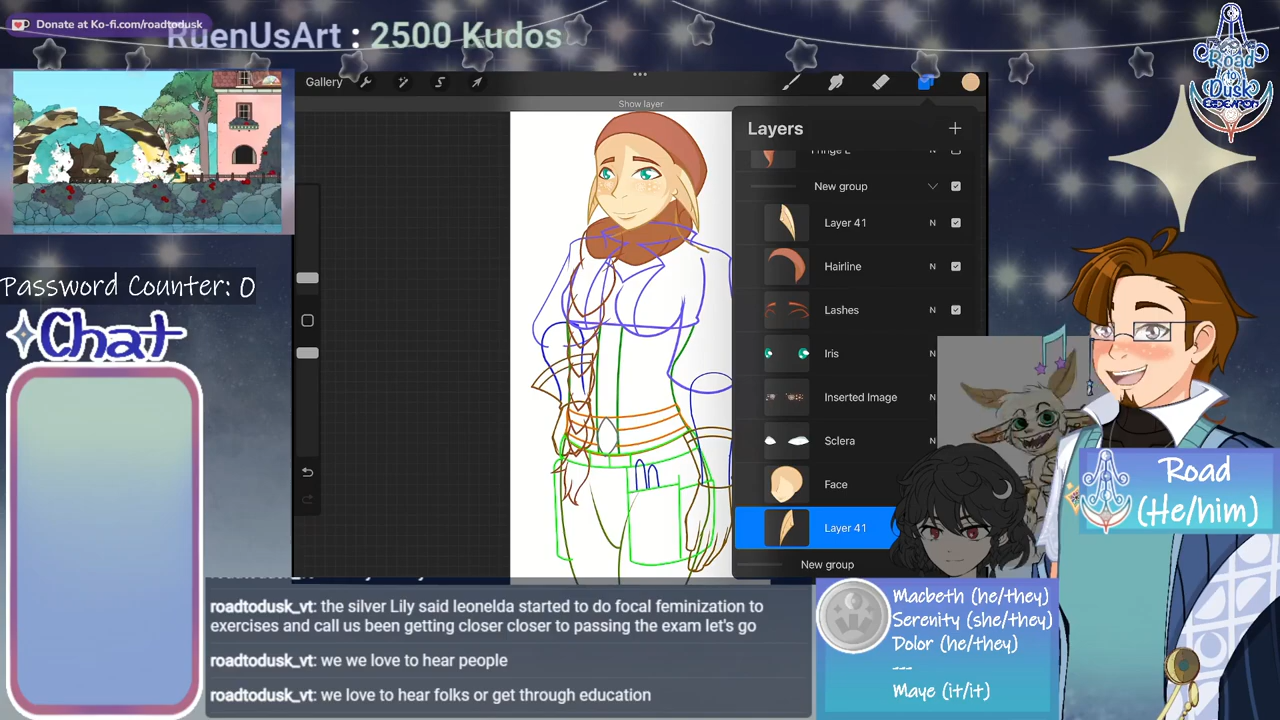 Donate at Ko-fi.com/roadtodusk
RuenUsArt : 2500 Kudos
Road
to
Dusk
Gallery
Show layer
Layers
Fringe L
N
New group
Layer 41
N
Hairline
N
Lashes
N
Iris
N
Inserted Image
N
Sclera
N
Face
Layer 41
New group
Password Counter: 0
Chat
Road
(He/him)
Macbeth (he/they)
Serenity (she/they)
Dolor (he/they)
---
Maye (it/it)
roadtodusk_vt: the silver Lily said leonelda started to do focal feminization to
exercises and call us been getting closer closer to passing the exam let's go
roadtodusk_vt: we we love to hear people
roadtodusk_vt: we love to hear folks or get through education